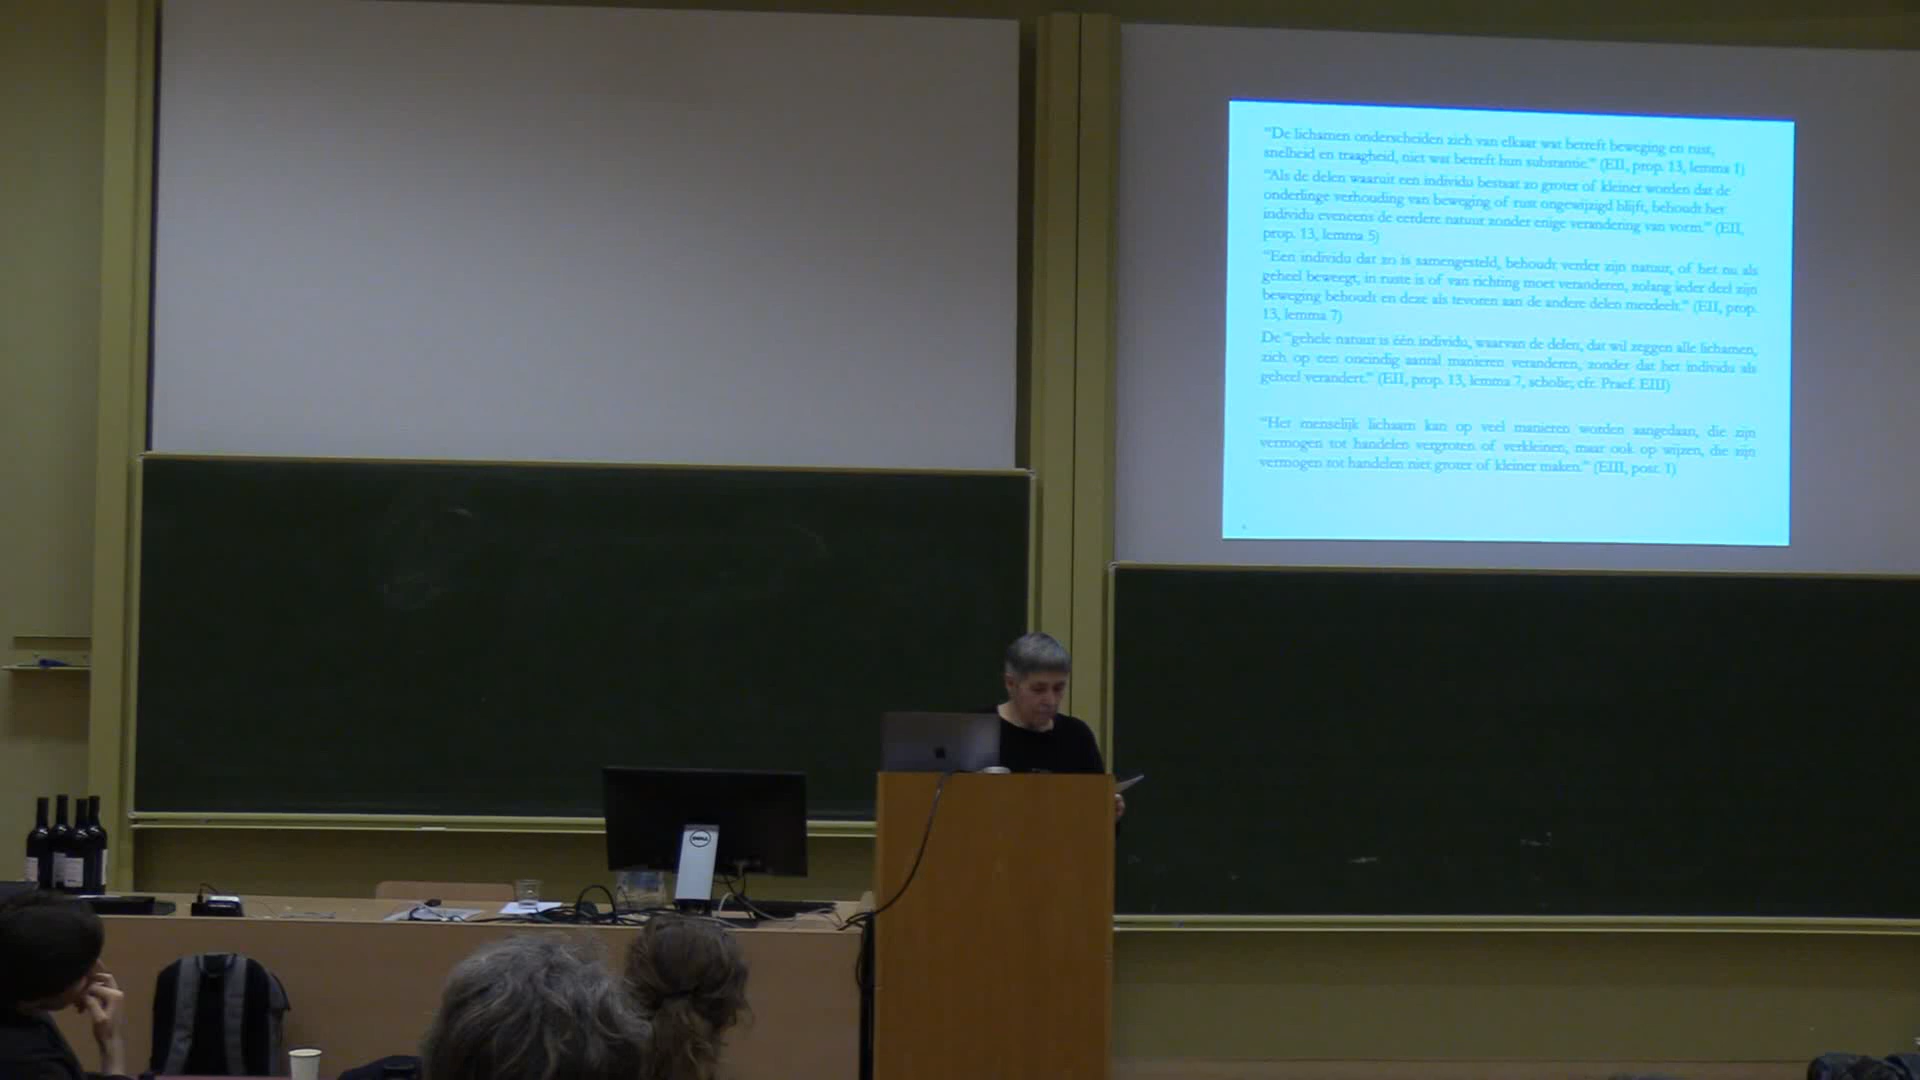 “De lichamen onderscheiden zich van elkaar wat betreft beweging en rust,
snelheid en traagheid, niet wat betreft hun substantie.” (EII, prop. 13, lemma 1)
“Als de delen waaruit een individu bestaat zo groter of kleiner worden dat de
onderlinge verhouding van beweging of rust ongewijzigd blijft, behoudt het
individu eveneens de eerdere natuur zonder enige verandering van vorm.” (EII,
prop. 13, lemma 5)
“Een individu dat zo is samengesteld, behoudt verder zijn natuur, of het nu als
geheel beweegt, in ruste is of van richting moet veranderen, zolang ieder deel zijn
beweging behoudt en deze als tevoren aan de andere delen meedeelt.” (EII, prop.
13, lemma 7)
De “gehele natuur is één individu, waarvan de delen, dat wil zeggen alle lichamen,
zich op een oneindig aantal manieren veranderen, zonder dat het individu als
geheel verandert.” (EII, prop. 13, lemma 7, scholie; cfr. Praef. EIII)
“Het menselijk lichaam kan op veel manieren worden aangedaan, die zijn
vermogen tot handelen vergroten of verkleinen, maar ook op wijzen, die zijn
vermogen tot handelen niet groter of kleiner maken.” (EIII, post. 1)
DELL